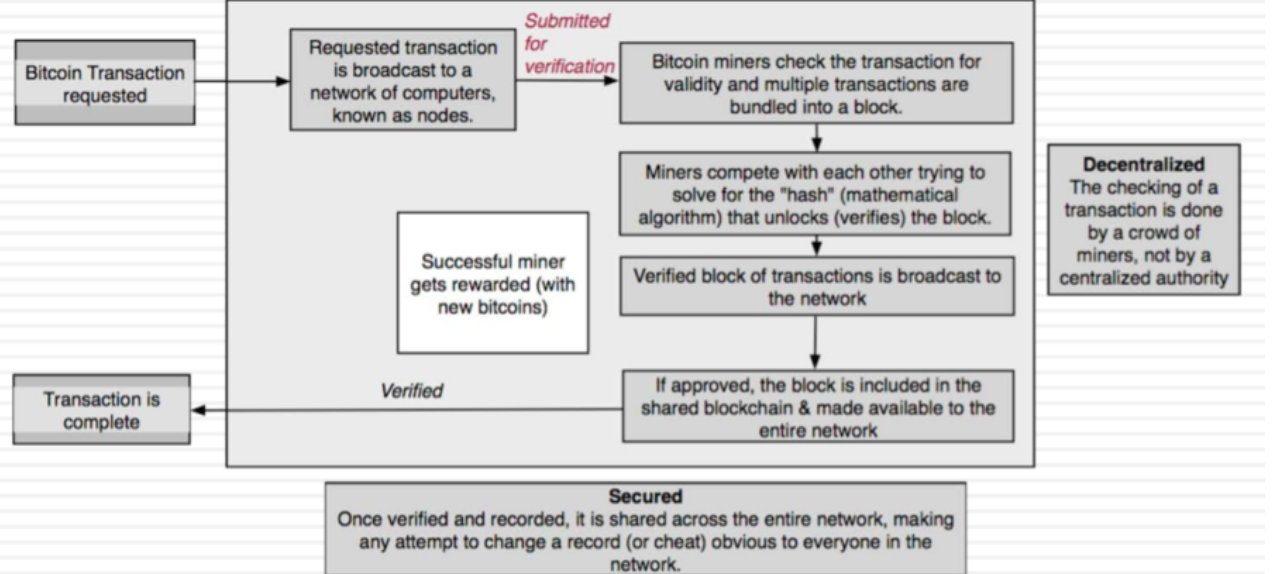 Bitcoin Transaction
requested
Requested transaction
is broadcast to a
network of computers,
known as nodes.
Submitted
for
verification
Bitcoin miners check the transaction for
validity and multiple transactions are
bundled into a block.
Miners compete with each other trying to
solve for the "hash" (mathematical
algorithm) that unlocks (verifies) the block.
Decentralized
The checking of a
transaction is done
by a crowd of
miners, not by a
centralized authority
Successful miner
gets rewarded (with
new bitcoins)
Verified block of transactions is broadcast to
the network
If approved, the block is included in the
shared blockchain & made available to the
entire network
Verified
Transaction is
complete
Secured
Once verified and recorded, it is shared across the entire network, making
any attempt to change a record (or cheat) obvious to everyone in the
network.